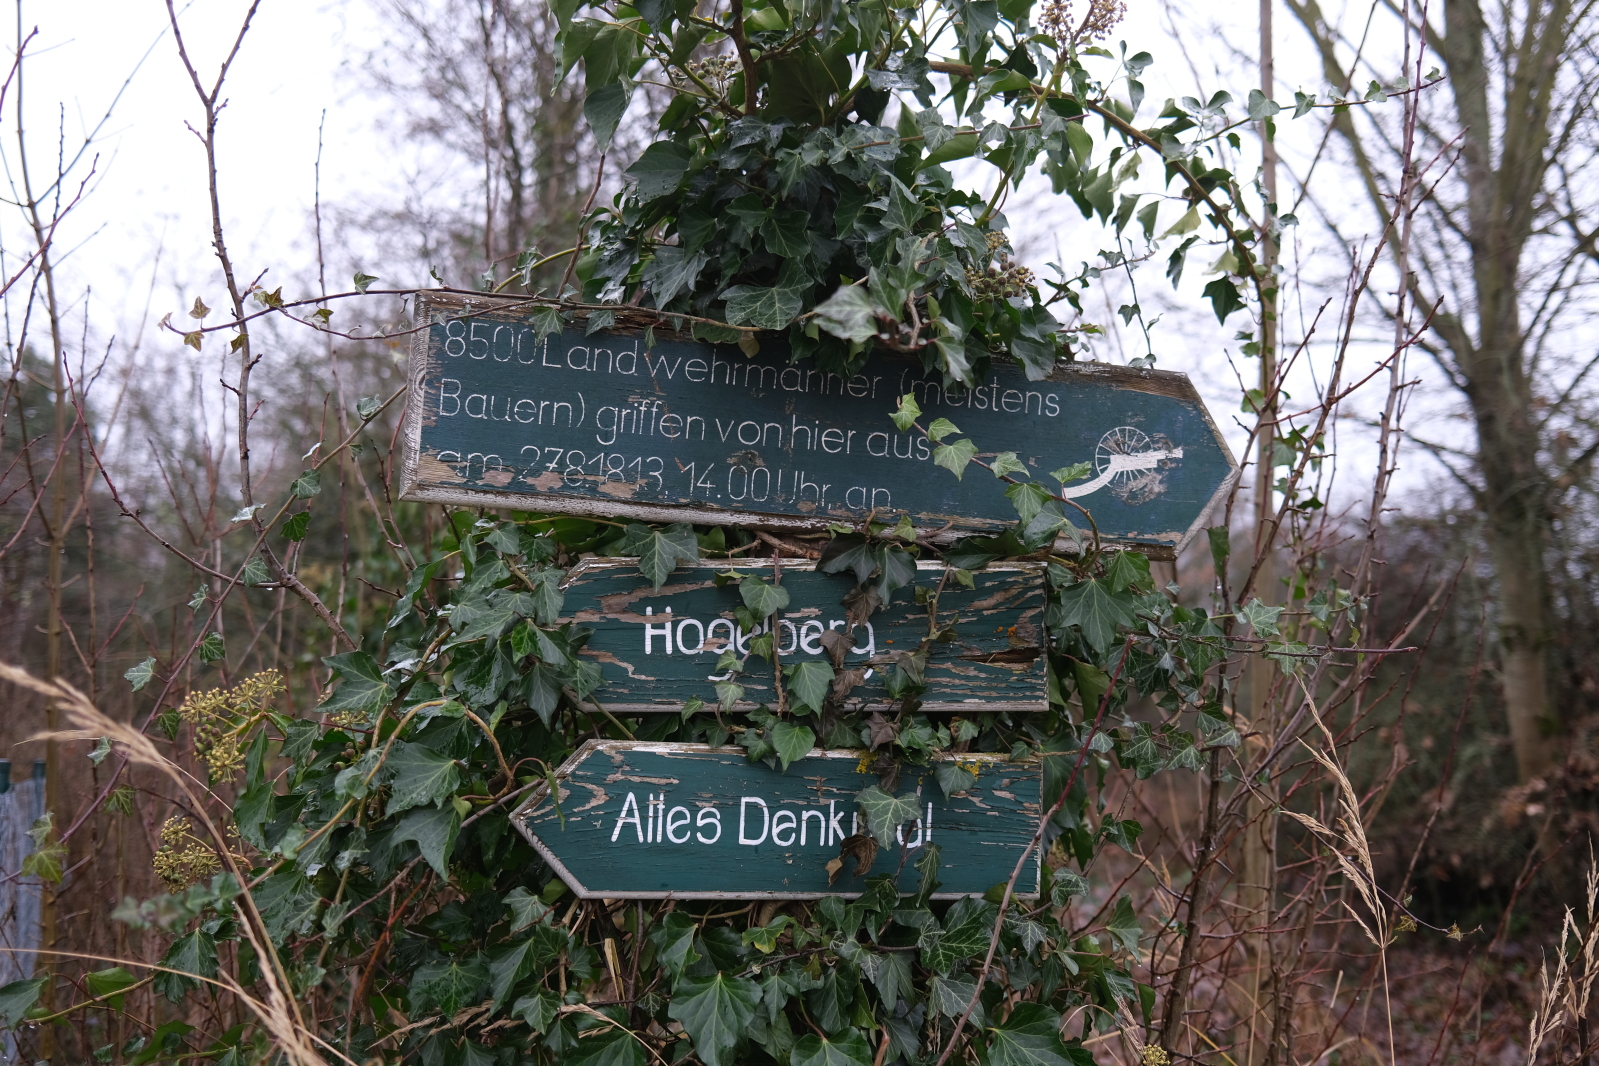 8500 Landwehrmänner (meistens
Bauern) griffen von hier aus
am 27.8.1813, 14.00 Uhr, an.
Hagelberg
Altes Denkmal